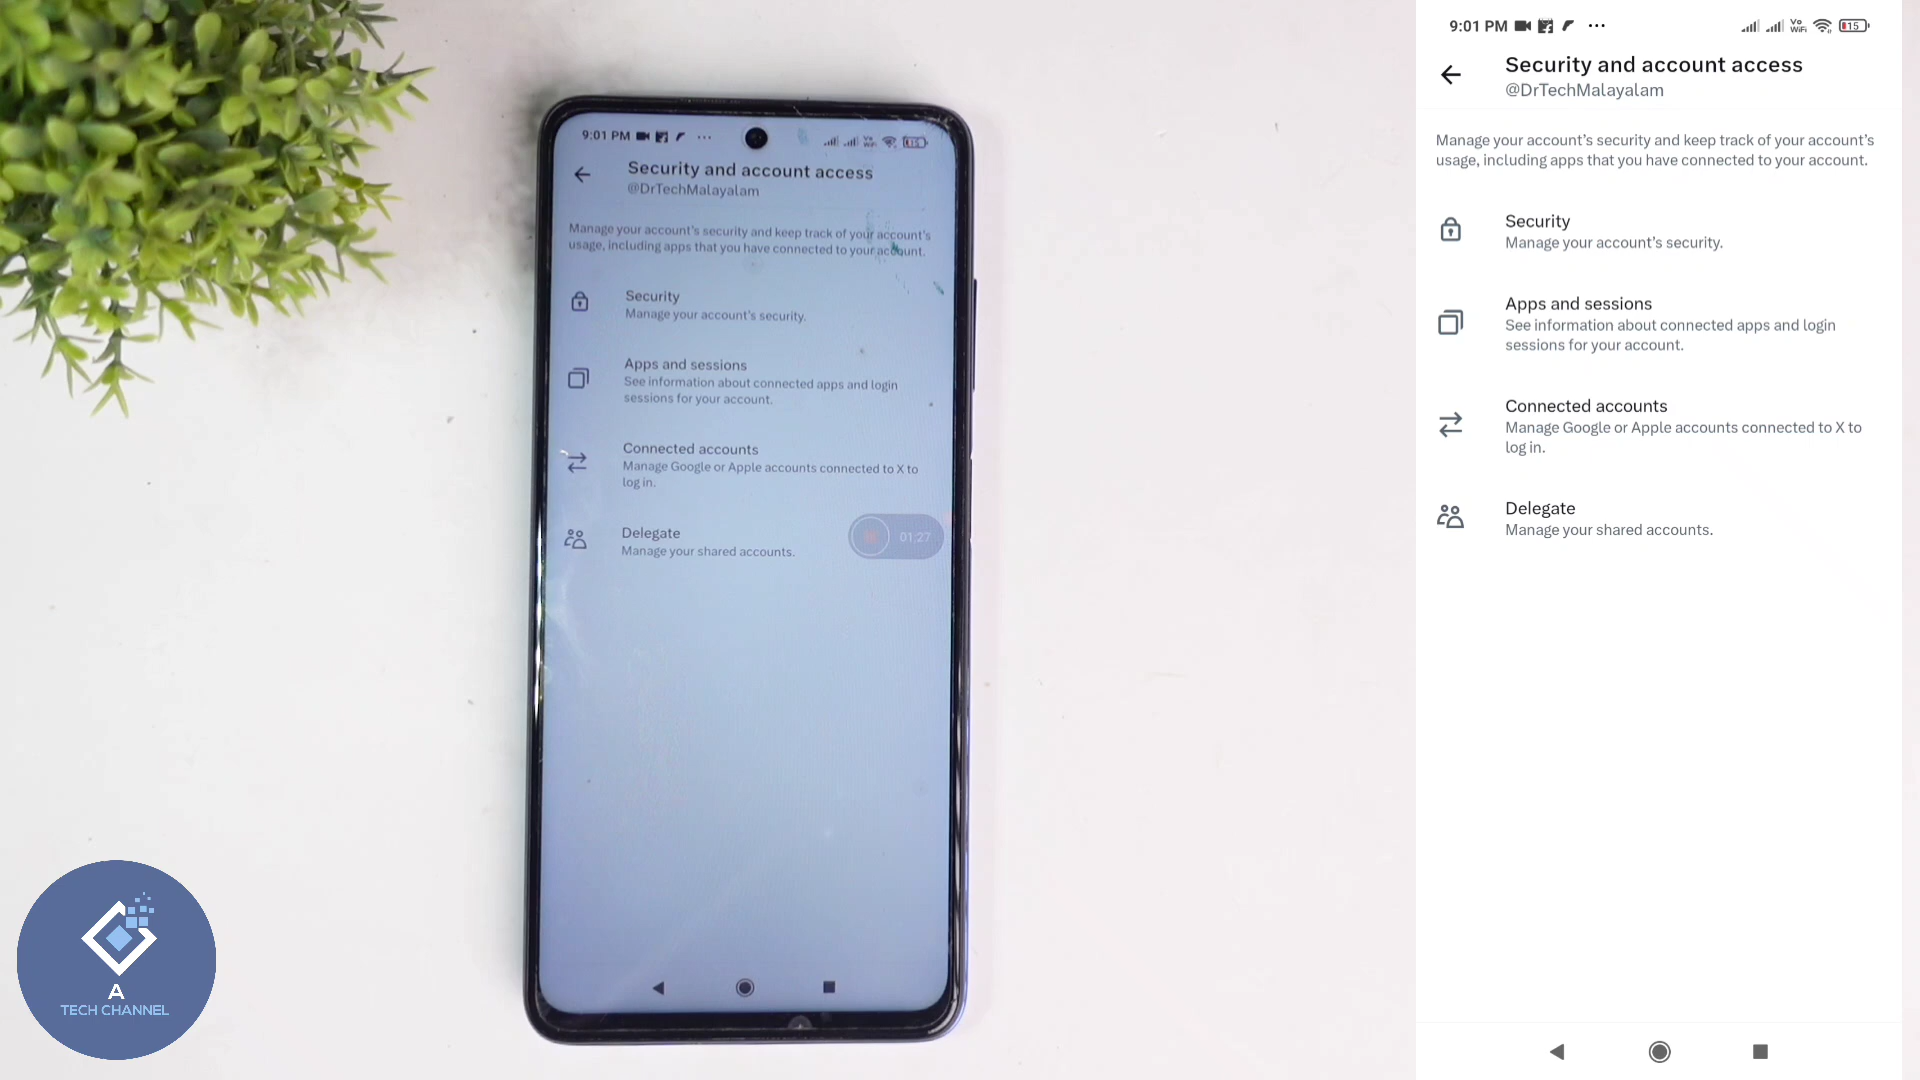 9:01 PM
Security and account access
@DrTechMalayalam
Manage your account's security and keep track of your account's
usage, including apps that you have connected to your account.
Security
Manage your account's security.
Apps and sessions
See information about connected apps and login
sessions for your account.
Connected accounts
Manage Google or Apple accounts connected to X to
log in.
Delegate
Manage your shared accounts.
01:27
A
TECH CHANNEL
9:01 PM
Vo
WiFi
15
Security and account access
@DrTechMalayalam
Manage your account’s security and keep track of your account’s
usage, including apps that you have connected to your account.
Security
Manage your account’s security.
Apps and sessions
See information about connected apps and login
sessions for your account.
Connected accounts
Manage Google or Apple accounts connected to X to
log in.
Delegate
Manage your shared accounts.